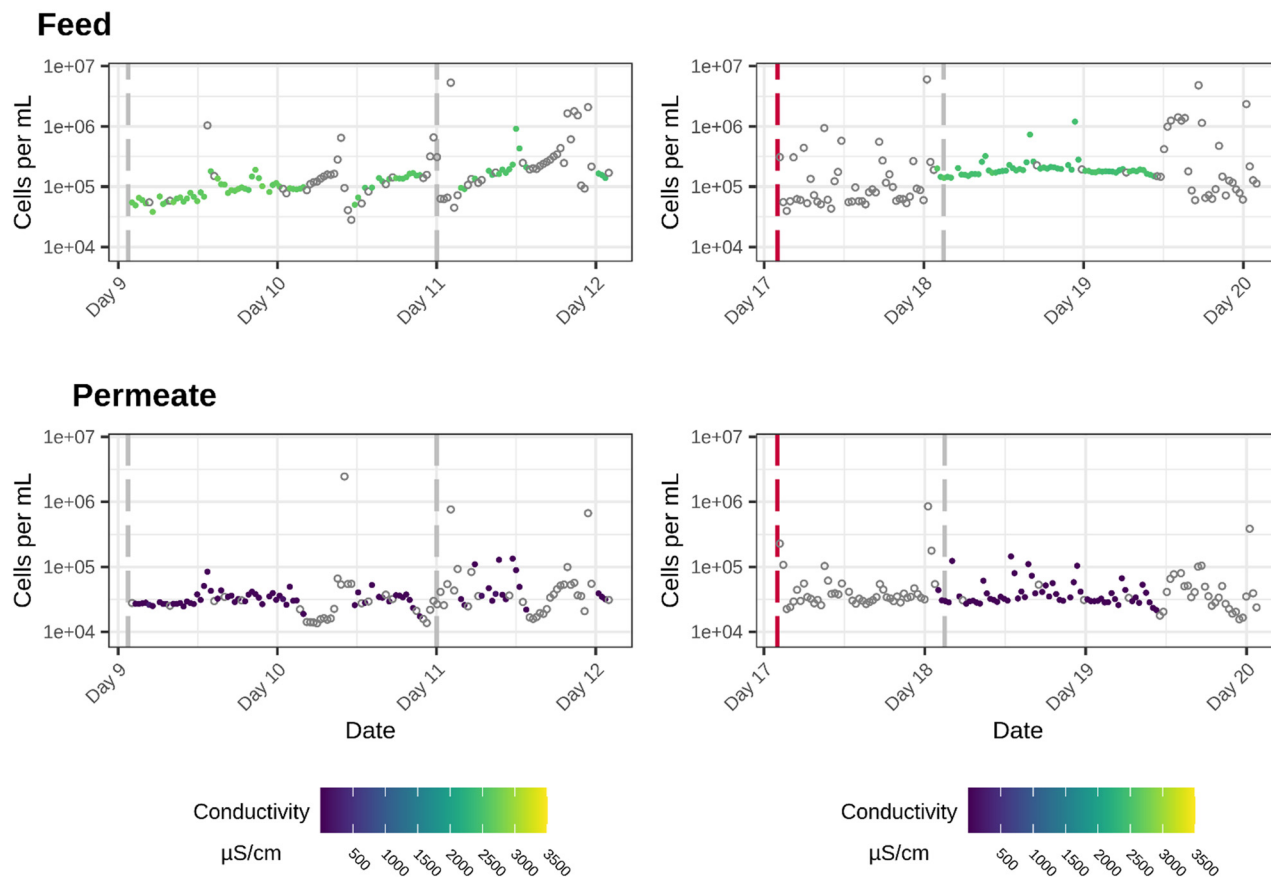 Feed
Cells per mL
1e+07
1e+06
1e+05
1e+04
Day 9
Day 10
Day 11
Day 12
Cells per mL
1e+07
1e+06
1e+05
1e+04
Day 17
Day 18
Day 19
Day 20
Permeate
Cells per mL
1e+07
1e+06
1e+05
1e+04
Day 9
Day 10
Day 11
Day 12
Date
Cells per mL
1e+07
1e+06
1e+05
1e+04
Day 17
Day 18
Day 19
Day 20
Date
Conductivity
µS/cm
500
1000
1500
2000
2500
3000
3500
Conductivity
µS/cm
500
1000
1500
2000
2500
3000
3500